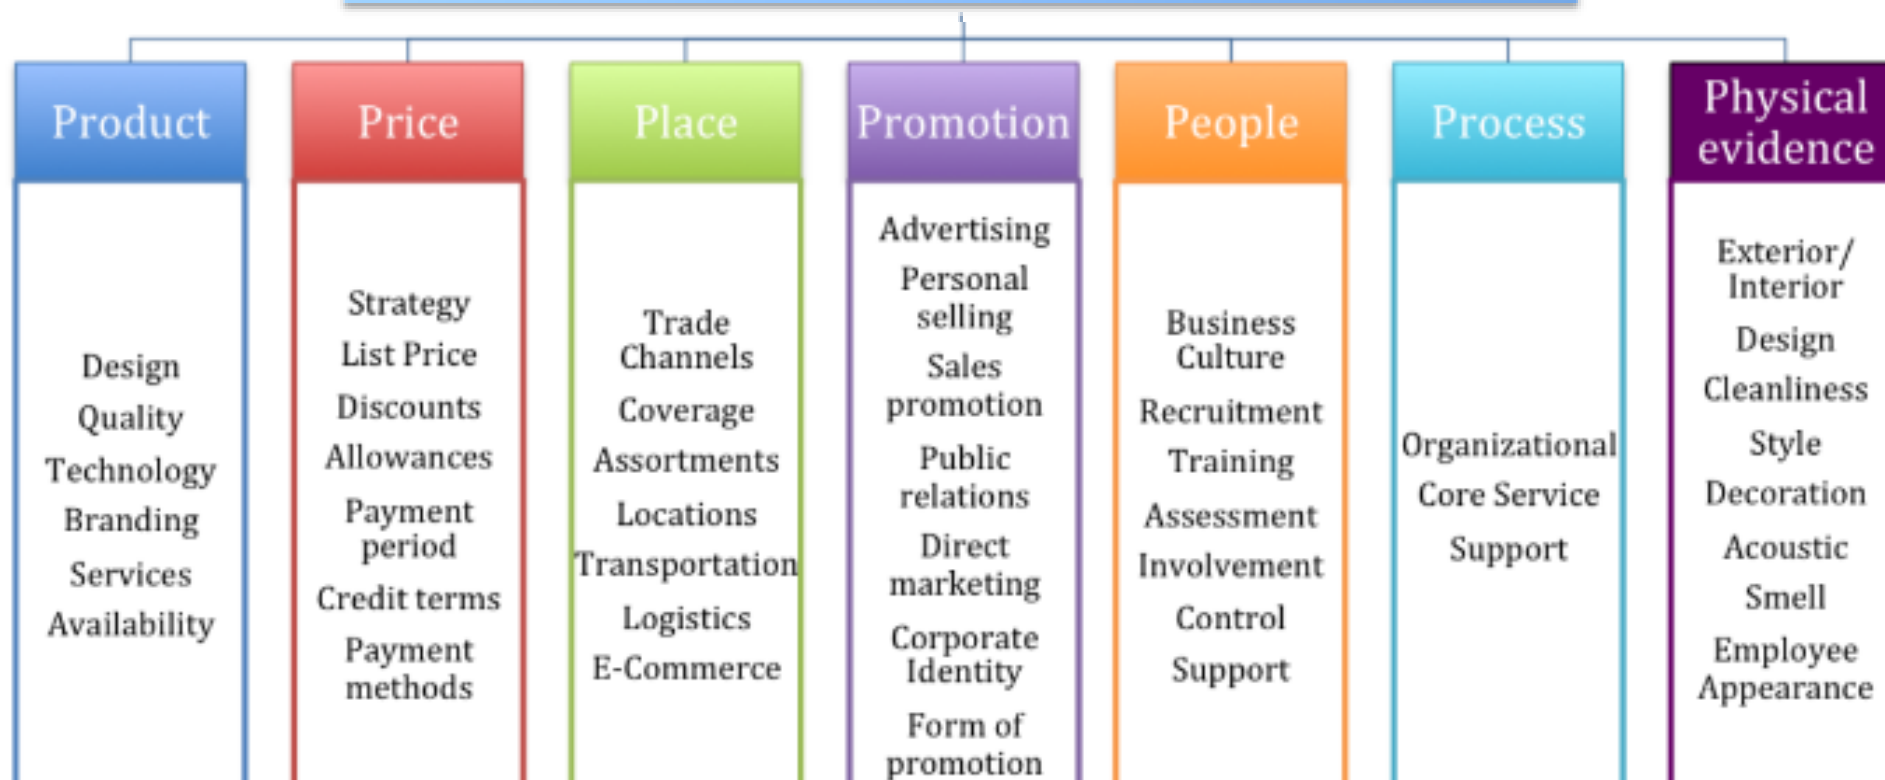 Product
Design
Quality
Technology
Branding
Services
Availability
Price
Strategy
List Price
Discounts
Allowances
Payment
period
Credit terms
Payment
methods
Place
Trade
Channels
Coverage
Assortments
Locations
Transportation
Logistics
E-Commerce
Promotion
Advertising
Personal
selling
Sales
promotion
Public
relations
Direct
marketing
Corporate
Identity
Form of
promotion
People
Business
Culture
Recruitment
Training
Assessment
Involvement
Control
Support
Process
Organizational
Core Service
Support
Physical
evidence
Exterior/
Interior
Design
Cleanliness
Style
Decoration
Acoustic
Smell
Employee
Appearance